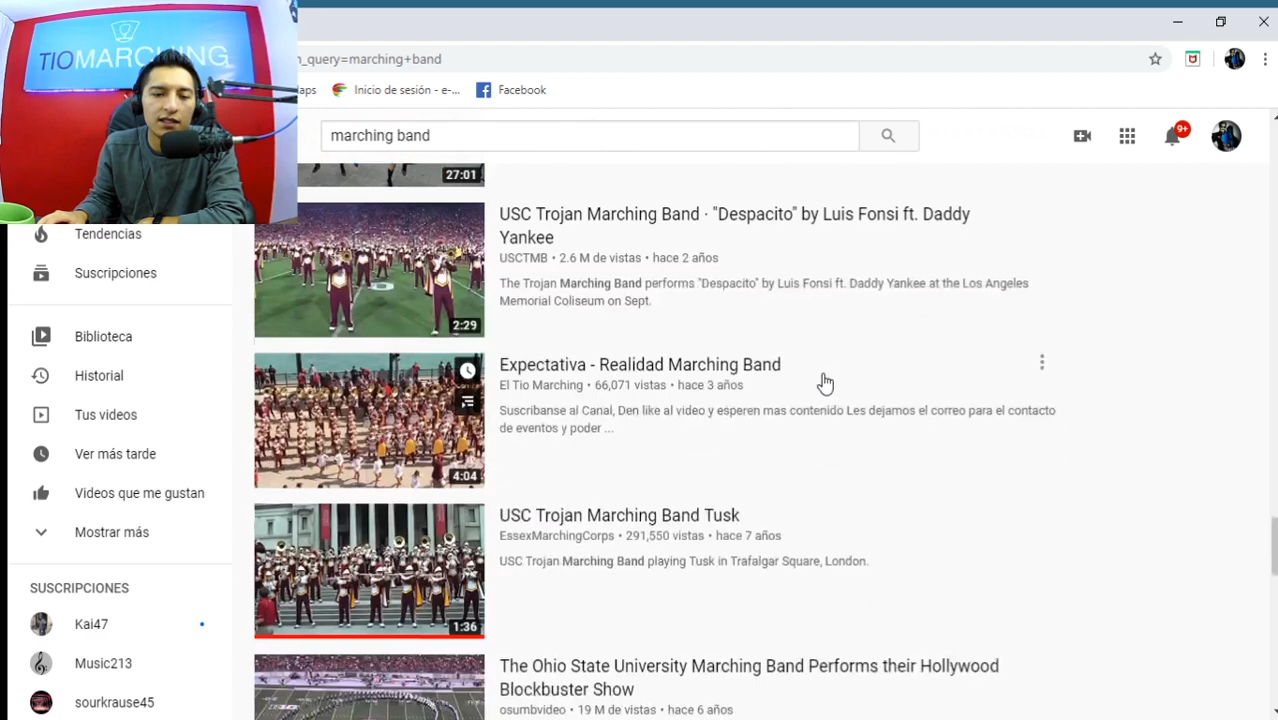 TIOMARCHING
_query=marching+band
aps
Inicio de sesión - e-...
Facebook
marching band
9+
27:01
USC Trojan Marching Band · "Despacito" by Luis Fonsi ft. Daddy
Yankee
USCTMB • 2.6 M de vistas • hace 2 años
The Trojan Marching Band performs "Despacito" by Luis Fonsi ft. Daddy Yankee at the Los Angeles
Memorial Coliseum on Sept.
2:29
Expectativa - Realidad Marching Band
El Tio Marching • 66,071 vistas • hace 3 años
Suscríbanse al Canal, Den like al video y esperen mas contenido Les dejamos el correo para el contacto
de eventos y poder ...
4:04
USC Trojan Marching Band Tusk
EssexMarchingCorps • 291,550 vistas • hace 7 años
USC Trojan Marching Band playing Tusk in Trafalgar Square, London.
1:36
The Ohio State University Marching Band Performs their Hollywood
Blockbuster Show
osumbvideo • 19 M de vistas • hace 6 años
Tendencias
Suscripciones
Biblioteca
Historial
Tus videos
Ver más tarde
Videos que me gustan
Mostrar más
SUSCRIPCIONES
Kai47
Music213
sourkrause45